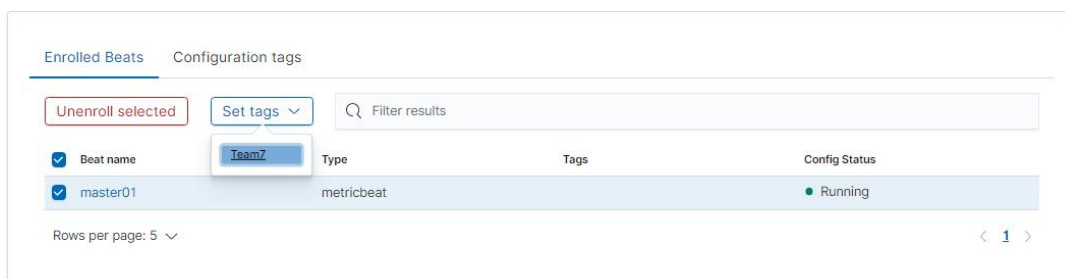 Enrolled Beats Configuration tags
Unenroll selected Set tags Filter results
Team7
Beat name Type Tags Config Status
master01 metricbeat Running
Rows per page: 5 1